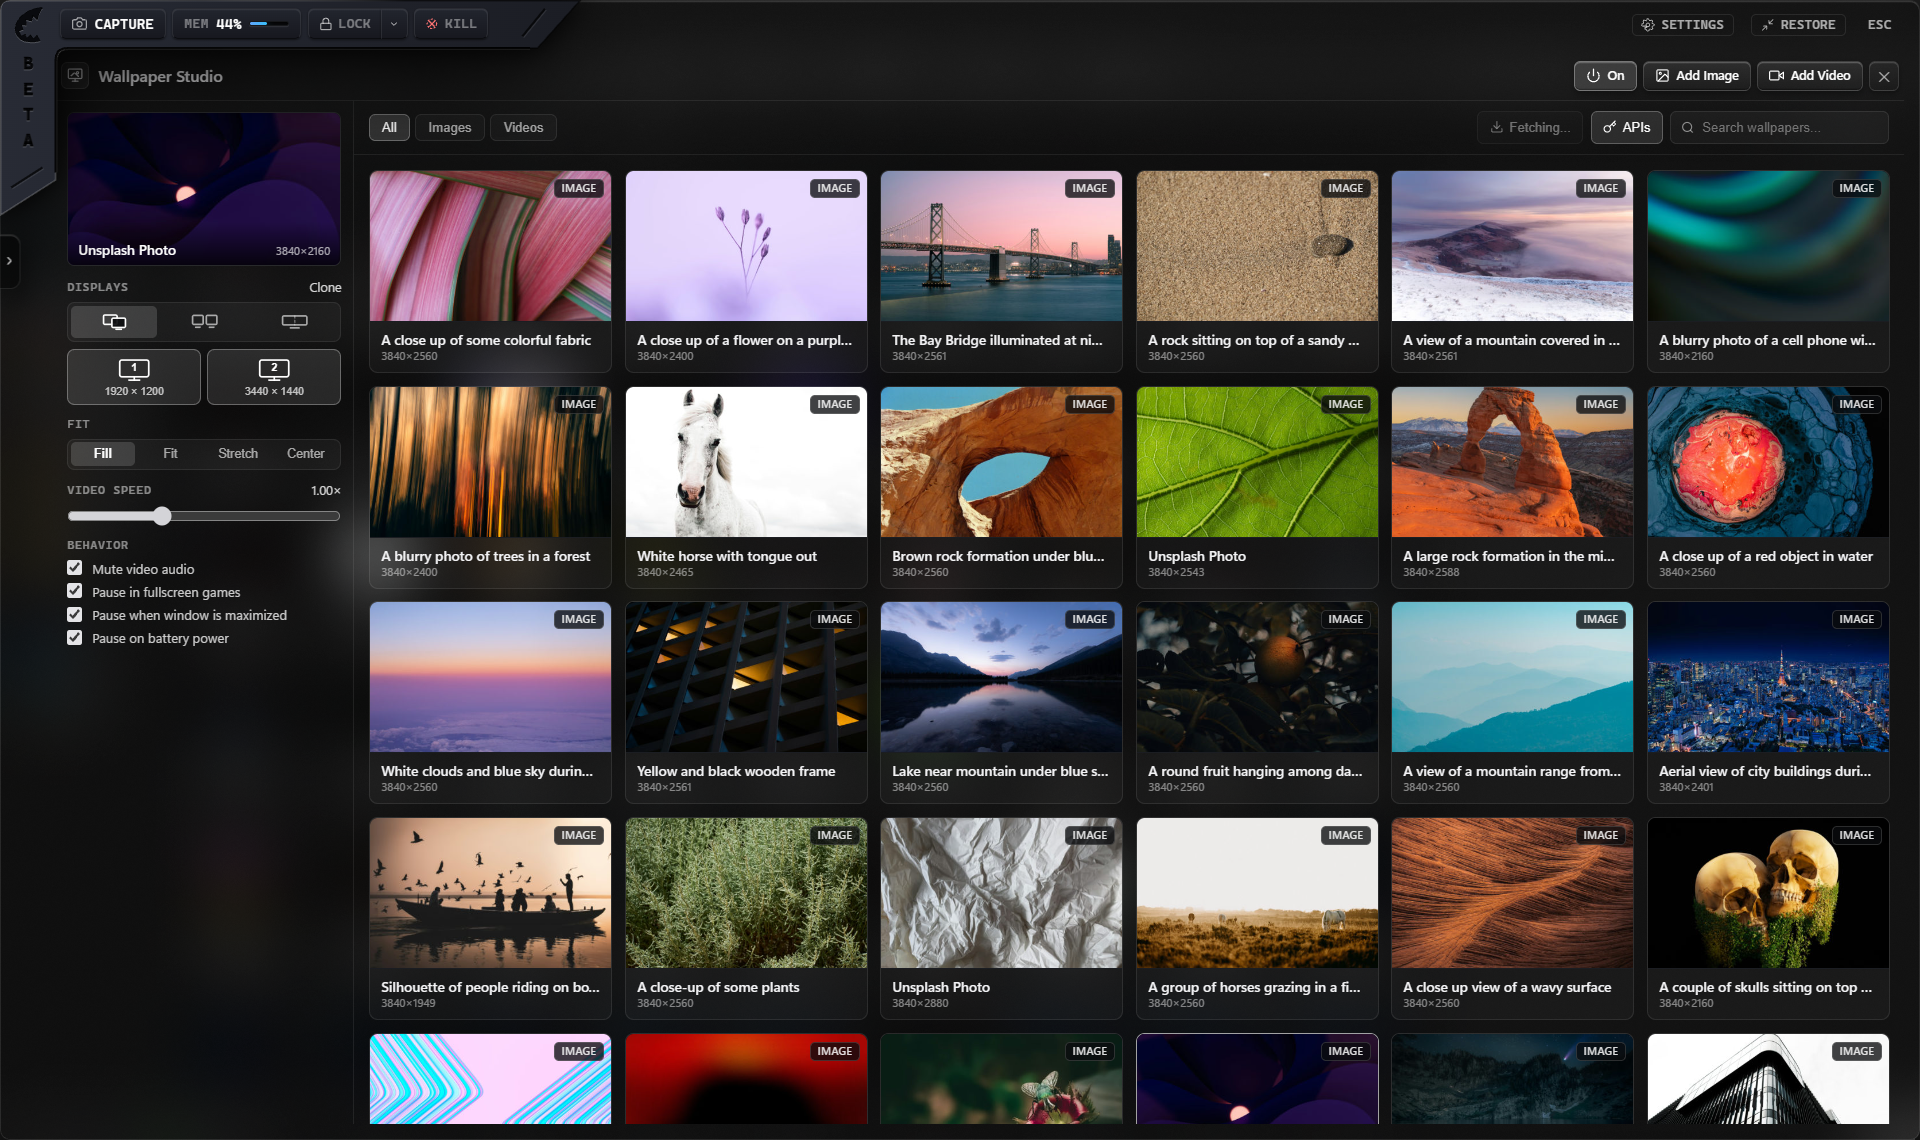 CAPTURE
MEM 44%
LOCK
KILL
SETTINGS
RESTORE
ESC
BETA
Wallpaper Studio
On
Add Image
Add Video
Unsplash Photo
3840×2160
DISPLAYS
Clone
1
1920 × 1200
2
3440 × 1440
FIT
Fill
Fit
Stretch
Center
VIDEO SPEED
1.00×
BEHAVIOR
Mute video audio
Pause in fullscreen games
Pause when window is maximized
Pause on battery power
All
Images
Videos
Fetching...
APIs
Search wallpapers...
IMAGE
A close up of some colorful fabric
3840×2560
IMAGE
A close up of a flower on a purpl...
3840×2400
IMAGE
The Bay Bridge illuminated at ni...
3840×2561
IMAGE
A rock sitting on top of a sandy ...
3840×2560
IMAGE
A view of a mountain covered in ...
3840×2561
IMAGE
A blurry photo of a cell phone wi...
3840×2160
IMAGE
A blurry photo of trees in a forest
3840×2400
IMAGE
White horse with tongue out
3840×2465
IMAGE
Brown rock formation under blu...
3840×2560
IMAGE
Unsplash Photo
3840×2543
IMAGE
A large rock formation in the mi...
3840×2588
IMAGE
A close up of a red object in water
3840×2560
IMAGE
White clouds and blue sky durin...
3840×2560
IMAGE
Yellow and black wooden frame
3840×2561
IMAGE
Lake near mountain under blue s...
3840×2560
IMAGE
A round fruit hanging among da...
3840×2560
IMAGE
A view of a mountain range from...
3840×2560
IMAGE
Aerial view of city buildings duri...
3840×2401
IMAGE
Silhouette of people riding on bo...
3840×1949
IMAGE
A close-up of some plants
3840×2560
IMAGE
Unsplash Photo
3840×2880
IMAGE
A group of horses grazing in a fi...
3840×2560
IMAGE
A close up view of a wavy surface
3840×2560
IMAGE
A couple of skulls sitting on top ...
3840×2160
IMAGE
IMAGE
IMAGE
IMAGE
IMAGE
IMAGE